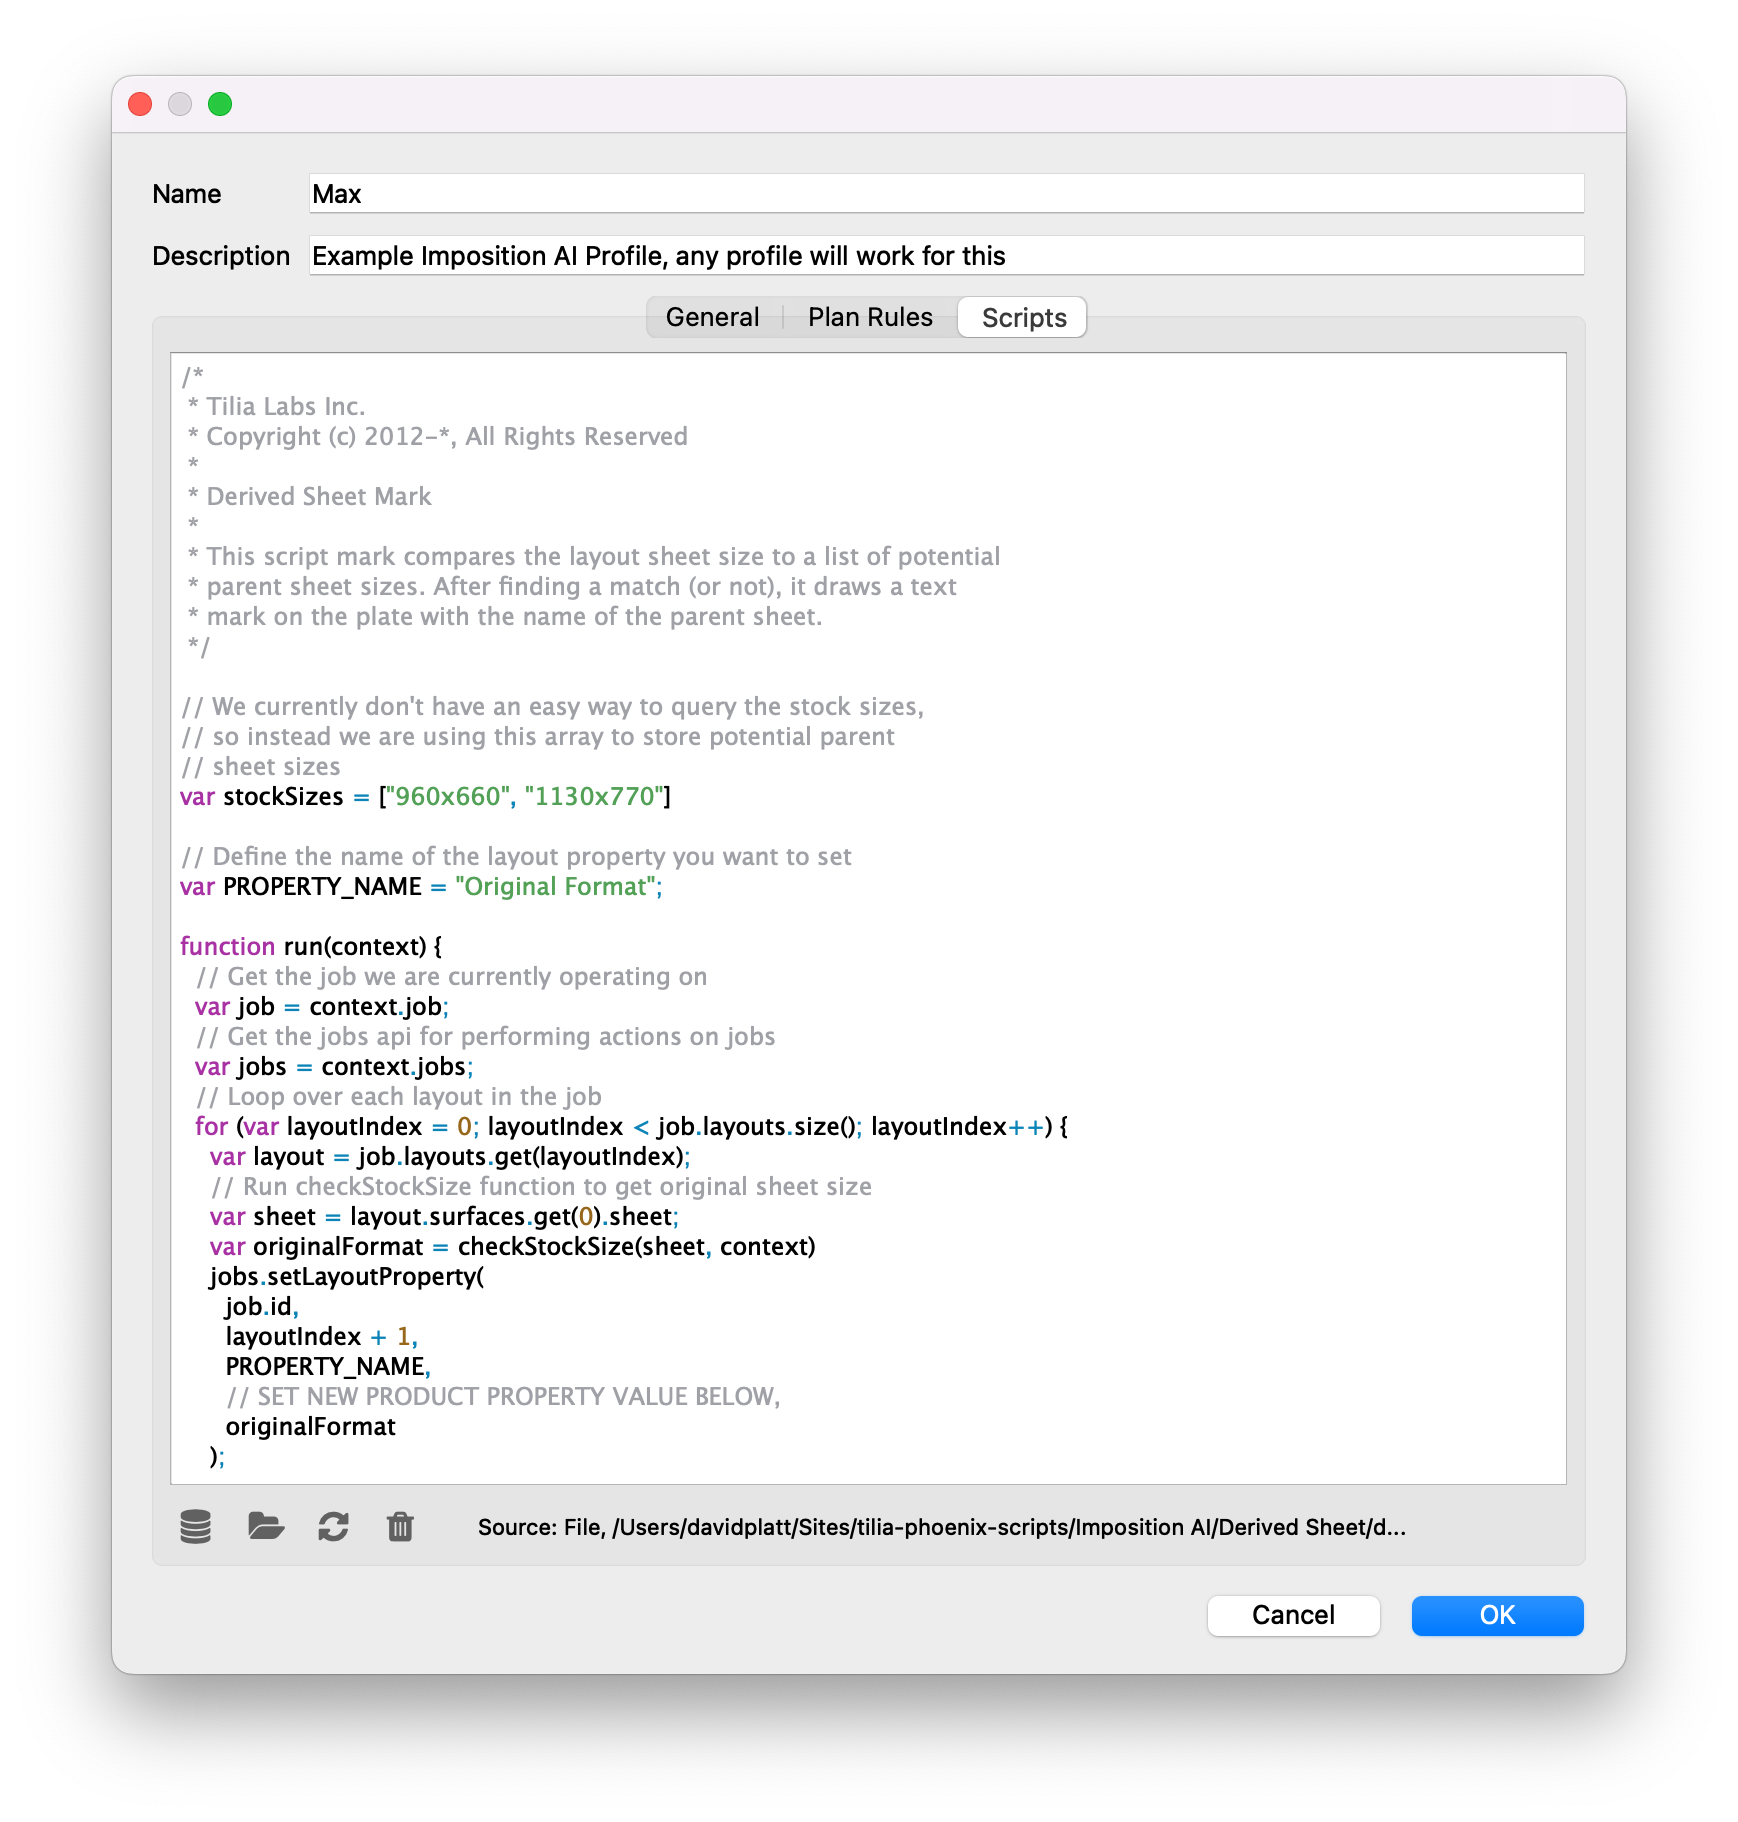 Name Max
Description Example Imposition AI Profile, any profile will work for this
General Plan Rules Scripts
/*
 * Tilia Labs Inc.
 * Copyright (c) 2012-*, All Rights Reserved
 *
 * Derived Sheet Mark
 *
 * This script mark compares the layout sheet size to a list of potential
 * parent sheet sizes. After finding a match (or not), it draws a text
 * mark on the plate with the name of the parent sheet.
 */
// We currently don't have an easy way to query the stock sizes,
// so instead we are using this array to store potential parent
// sheet sizes
var stockSizes = ["960x660", "1130x770"]
// Define the name of the layout property you want to set
var PROPERTY_NAME = "Original Format";
function run(context) {
  // Get the job we are currently operating on
  var job = context.job;
  // Get the jobs api for performing actions on jobs
  var jobs = context.jobs;
  // Loop over each layout in the job
  for (var layoutIndex = 0; layoutIndex < job.layouts.size(); layoutIndex++) {
    var layout = job.layouts.get(layoutIndex);
    // Run checkStockSize function to get original sheet size
    var sheet = layout.surfaces.get(0).sheet;
    var originalFormat = checkStockSize(sheet, context)
    jobs.setLayoutProperty(
      job.id,
      layoutIndex + 1,
      PROPERTY_NAME,
      // SET NEW PRODUCT PROPERTY VALUE BELOW,
      originalFormat
    );
Source: File, /Users/davidplatt/Sites/tilia-phoenix-scripts/Imposition AI/Derived Sheet/d...
Cancel OK